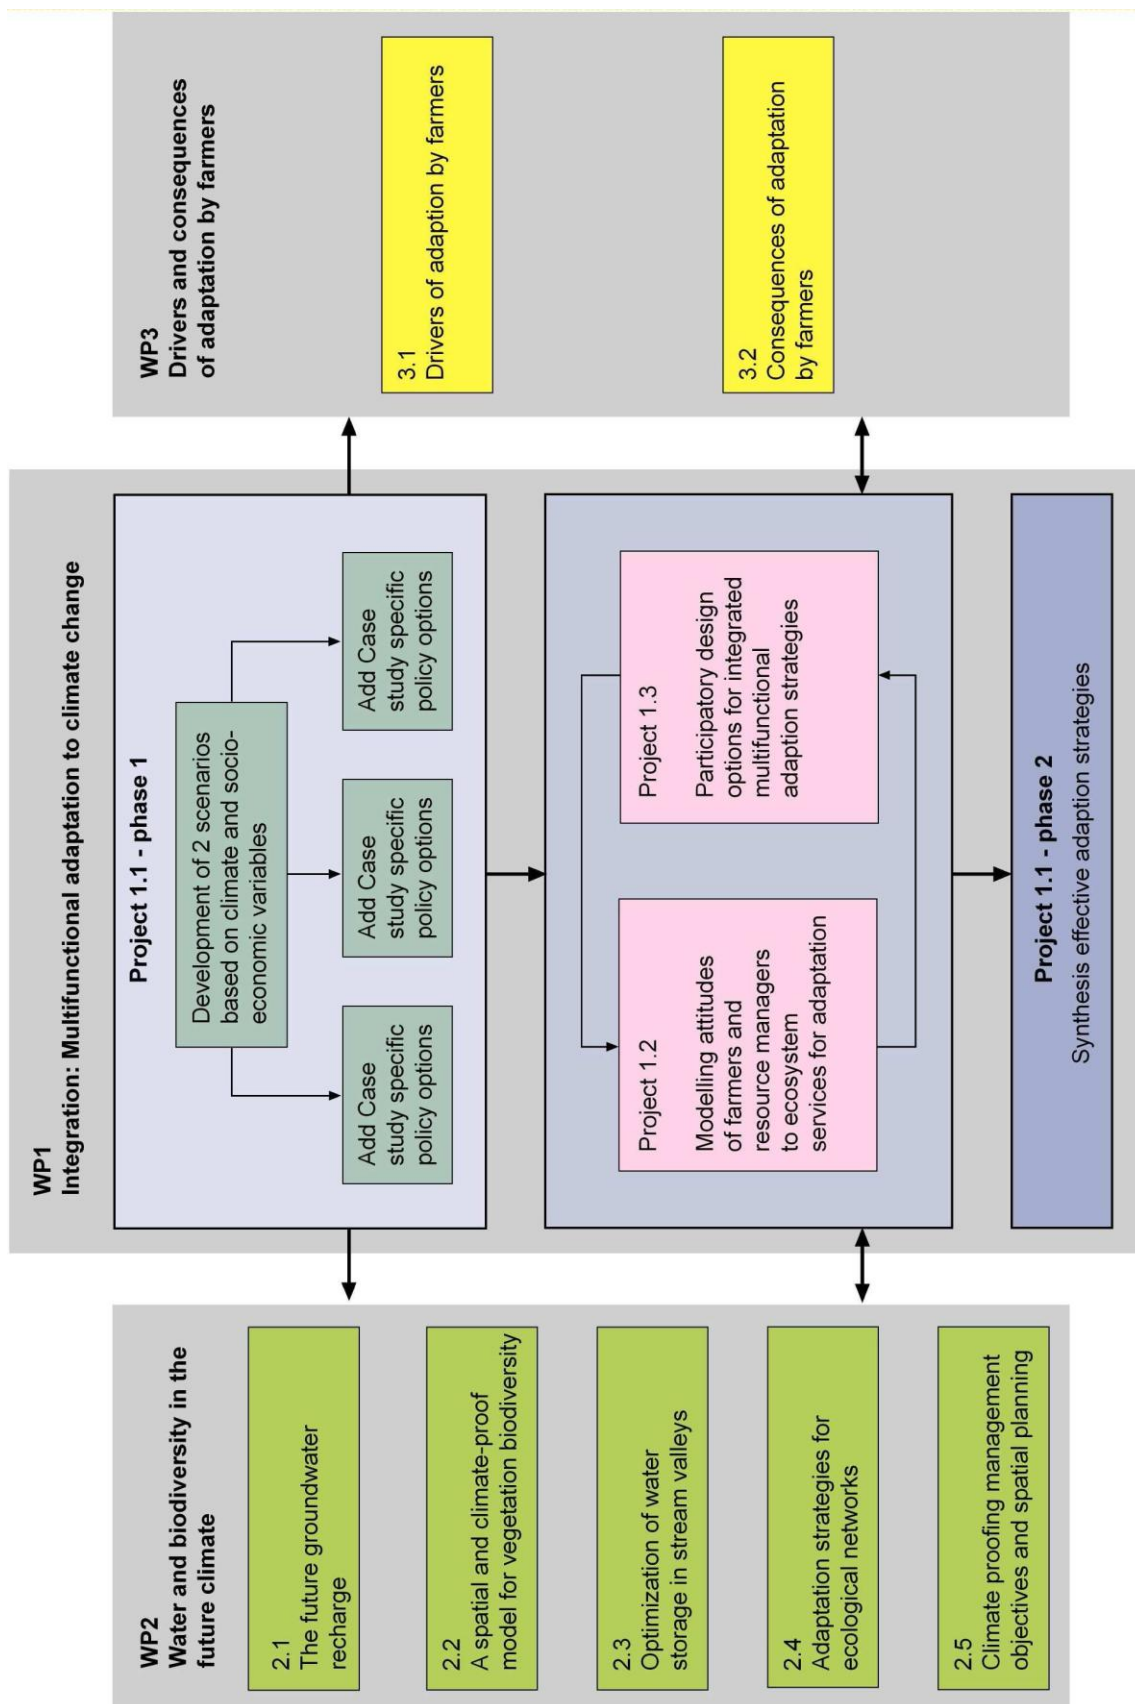 WP2
Water and biodiversity in the
future climate
2.1
The future groundwater
recharge
2.2
A spatial and climate-proof
model for vegetation biodiversity
2.3
Optimization of water
storage in stream valleys
2.4
Adaptation strategies for
ecological networks
2.5
Climate proofing management
objectives and spatial planning
WP1
Integration: Multifunctional adaptation to climate change
Project 1.1 - phase 1
Development of 2 scenarios
based on climate and socio-
economic variables
Add Case
study specific
policy options
Add Case
study specific
policy options
Add Case
study specific
policy options
Project 1.2
Modelling attitudes
of farmers and
resource managers
to ecosystem
services for adaptation
Project 1.3
Participatory design
options for integrated
multifunctional
adaption strategies
Project 1.1 - phase 2
Synthesis effective adaption strategies
WP3
Drivers and consequences
of adaptation by farmers
3.1
Drivers of adaption by farmers
3.2
Consequences of adaptation
by farmers